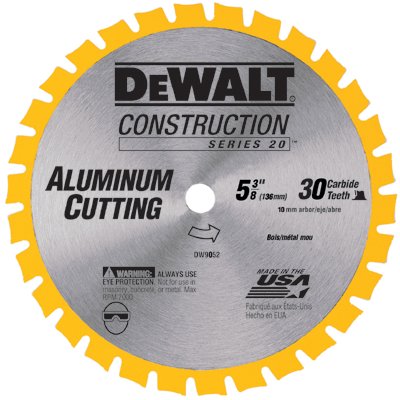 DEWALT®
CONSTRUCTION
SERIES 20™
ALUMINUM
CUTTING
5 3/8" (136mm)
30 Carbide Teeth
10 mm arbor/eje/abre
Bois/métal mou
DW9052
WARNING: ALWAYS USE
EYE PROTECTION. Not for use in
masonry, concrete, or metal. Max
RPM 7000
MADE IN THE
USA
Fabriqué aux États-Unis
Hecho en EUA